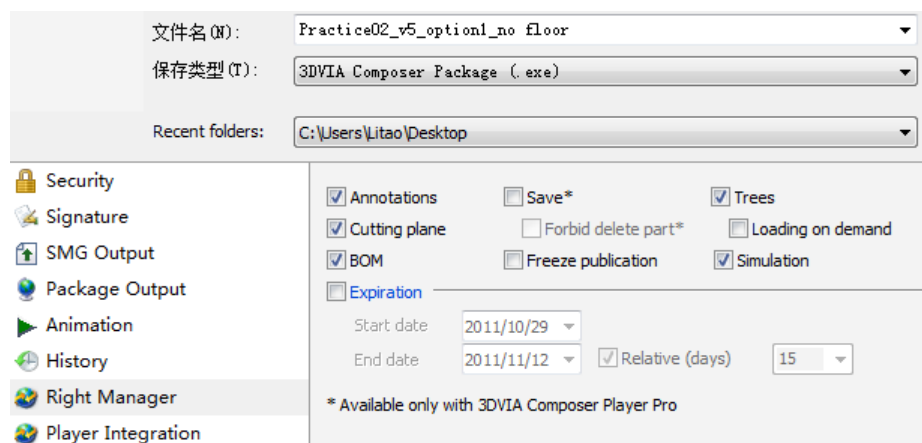 文件名(N): Practice02_v5_option1_no floor
保存类型(T): 3DVIA Composer Package (.exe)
Recent folders: C:\Users\Litao\Desktop
Security
Signature
SMG Output
Package Output
Animation
History
Right Manager
Player Integration
Annotations Save* Trees
Cutting plane Forbid delete part* Loading on demand
BOM Freeze publication Simulation
Expiration
Start date 2011/10/29
End date 2011/11/12 Relative (days) 15
* Available only with 3DVIA Composer Player Pro